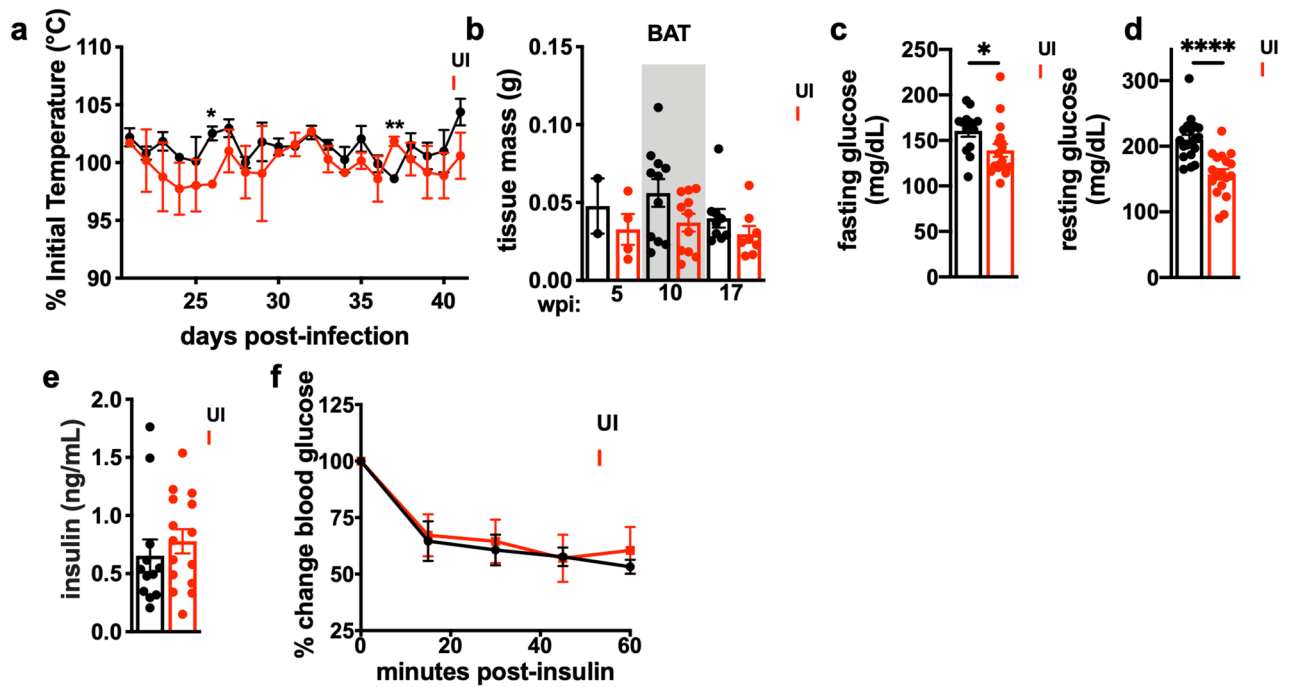 a
% Initial Temperature (°C)
110
105
100
95
90
25
30
35
40
days post-infection
*
**
UI
I
b
BAT
tissue mass (g)
0.15
0.10
0.05
0.00
wpi:
5
10
17
UI
I
c
fasting glucose
(mg/dL)
250
200
150
100
50
0
*
UI
I
d
resting glucose
(mg/dL)
300
200
100
0
****
UI
I
e
insulin (ng/mL)
2.0
1.5
1.0
0.5
0.0
UI
I
f
% change blood glucose
125
100
75
50
25
0
20
40
60
minutes post-insulin
UI
I